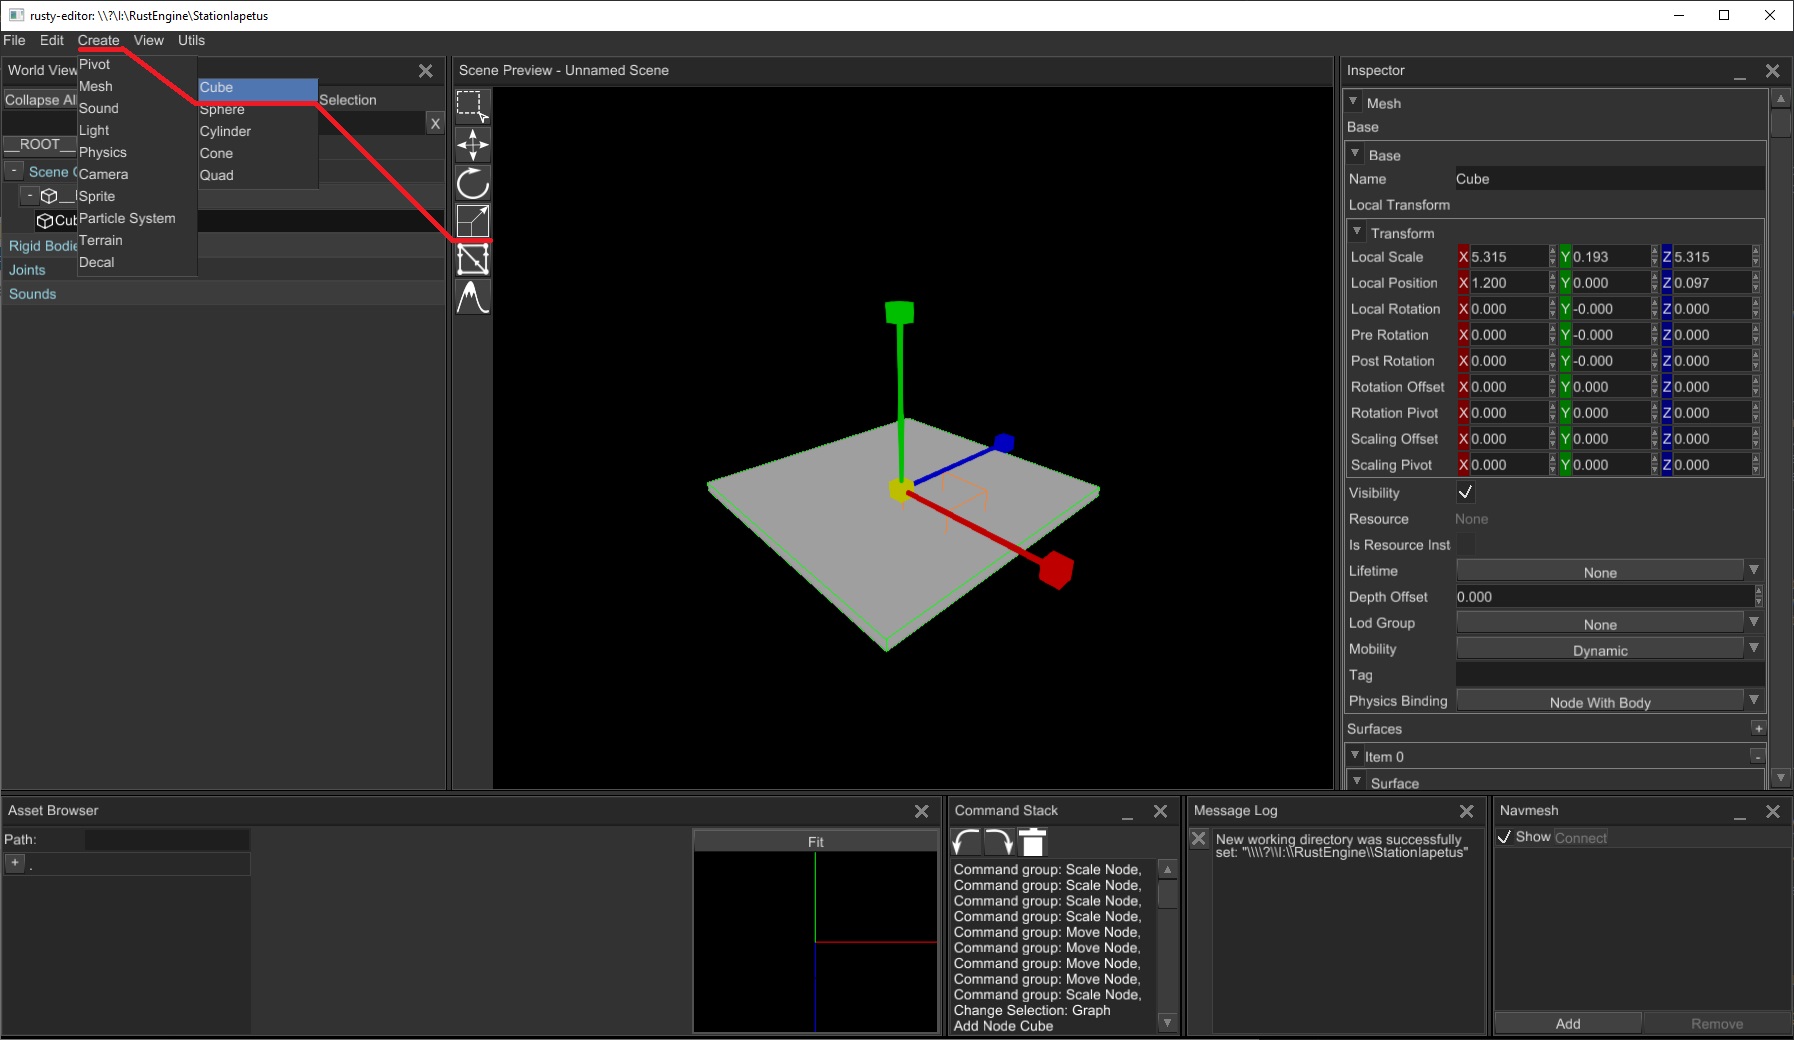 rusty-editor: \\?\I:\RustEngine\StationIapetus
File Edit Create View Utils
World View
Collapse Al
Selection
X
__ROOT__
- Scene G
-
Cub
Rigid Bodie
Joints
Sounds
Pivot
Mesh
Sound
Light
Physics
Camera
Sprite
Particle System
Terrain
Decal
Cube
Sphere
Cylinder
Cone
Quad
Scene Preview - Unnamed Scene
Inspector
Mesh
Base
Base
Name Cube
Local Transform
Transform
Local Scale X 5.315 Y 0.193 Z 5.315
Local Position X 1.200 Y 0.000 Z 0.097
Local Rotation X 0.000 Y -0.000 Z 0.000
Pre Rotation X 0.000 Y -0.000 Z 0.000
Post Rotation X 0.000 Y -0.000 Z 0.000
Rotation Offset X 0.000 Y 0.000 Z 0.000
Rotation Pivot X 0.000 Y 0.000 Z 0.000
Scaling Offset X 0.000 Y 0.000 Z 0.000
Scaling Pivot X 0.000 Y 0.000 Z 0.000
Visibility
Resource None
Is Resource Inst
Lifetime None
Depth Offset 0.000
Lod Group None
Mobility Dynamic
Tag
Physics Binding Node With Body
Surfaces +
Item 0 -
Surface
Asset Browser
Path:
+ .
Fit
Command Stack
Command group: Scale Node,
Command group: Scale Node,
Command group: Scale Node,
Command group: Scale Node,
Command group: Move Node,
Command group: Move Node,
Command group: Move Node,
Command group: Move Node,
Command group: Scale Node,
Change Selection: Graph
Add Node Cube
Message Log
New working directory was successfully
set: "\\\\?\\I:\\RustEngine\\StationIapetus"
Navmesh
Show Connect
Add Remove